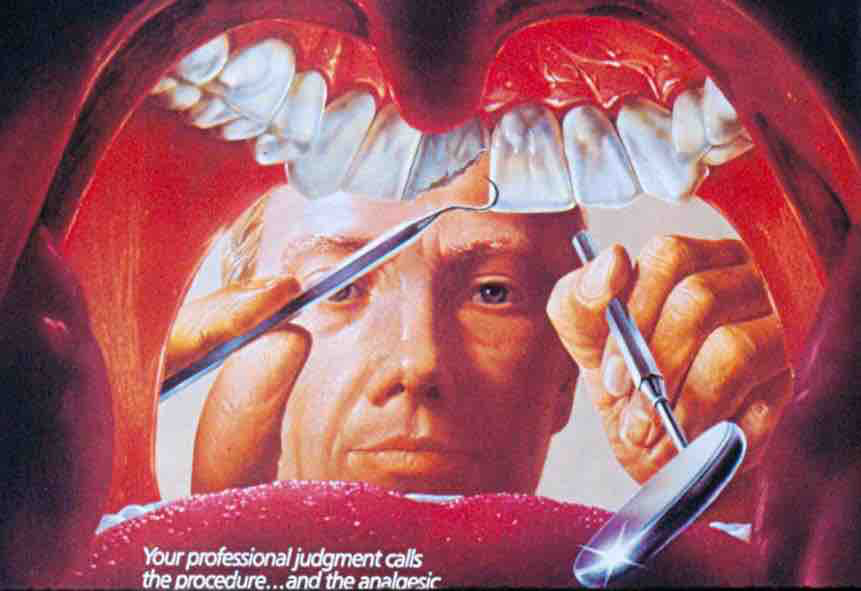 Your professional judgment calls
the procedure...and the analgesic